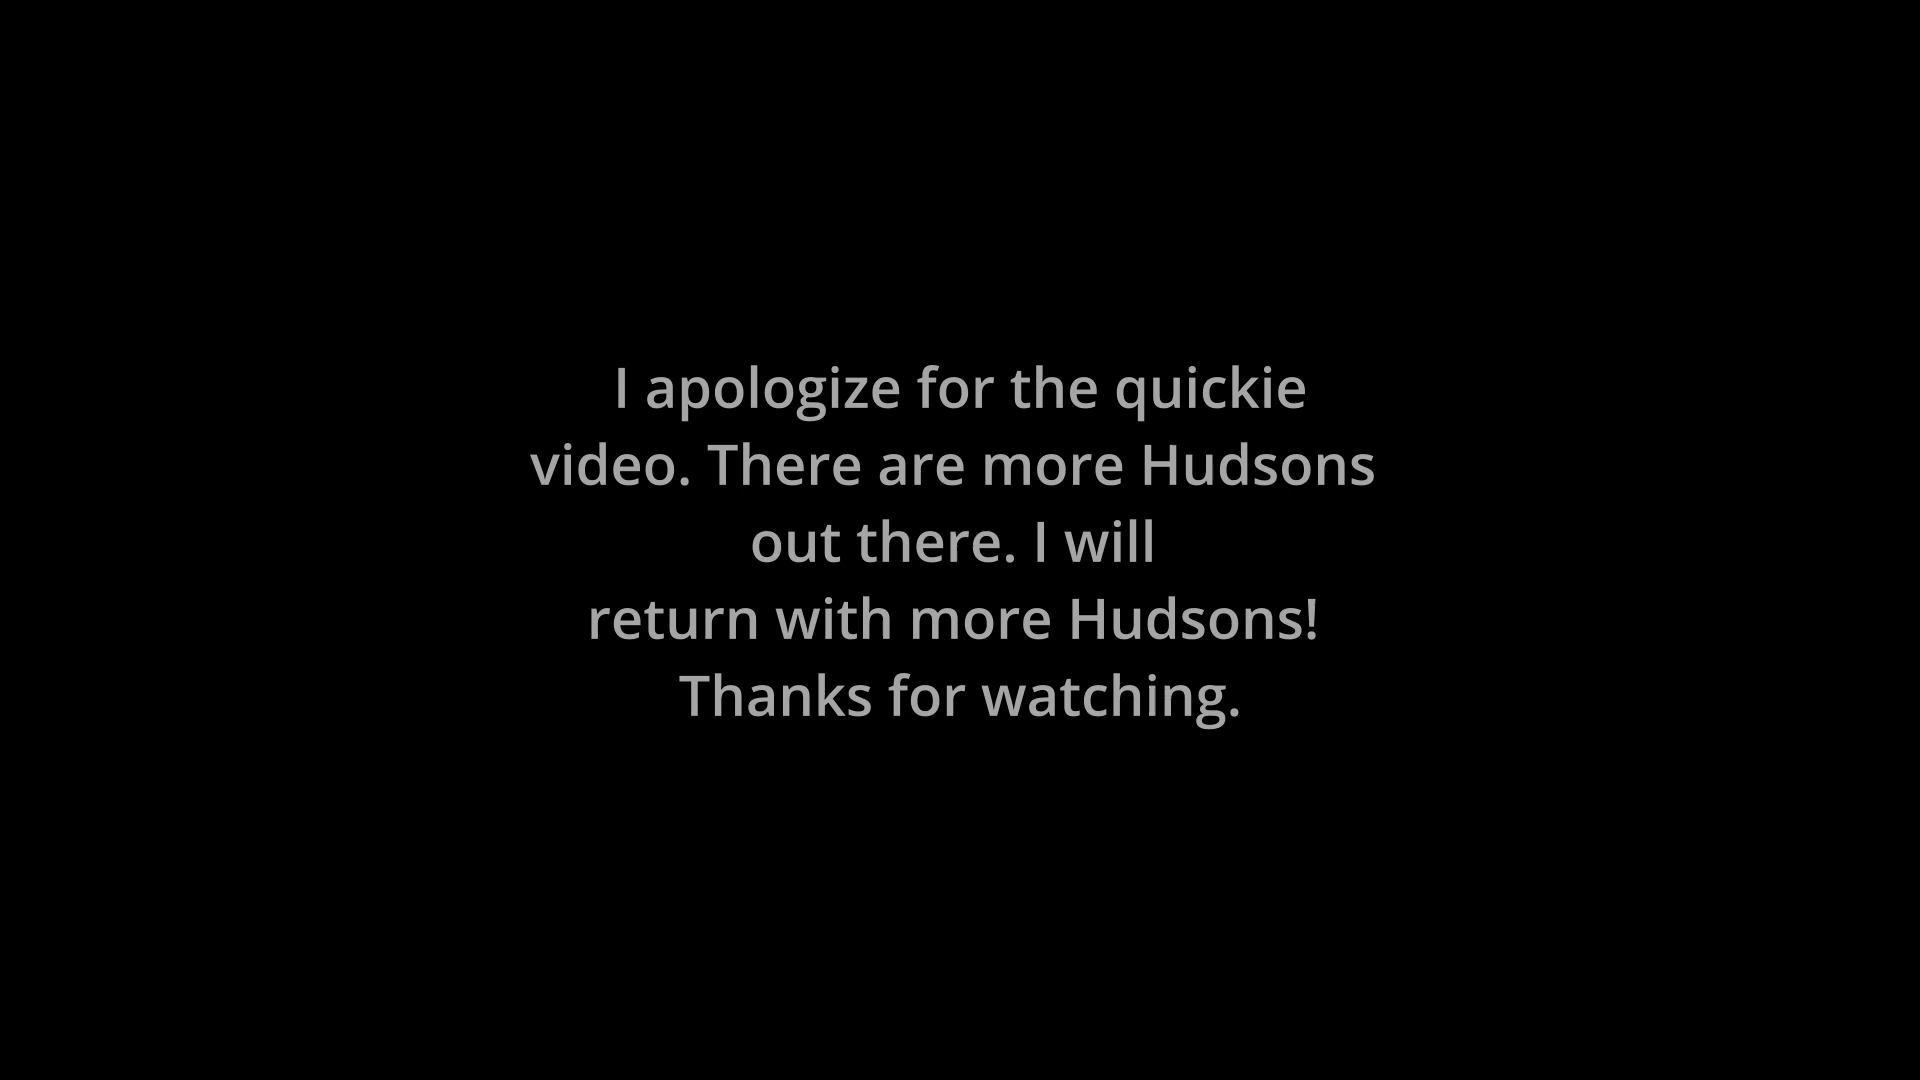 I apologize for the quickie
video. There are more Hudsons
out there. I will
return with more Hudsons!
Thanks for watching.